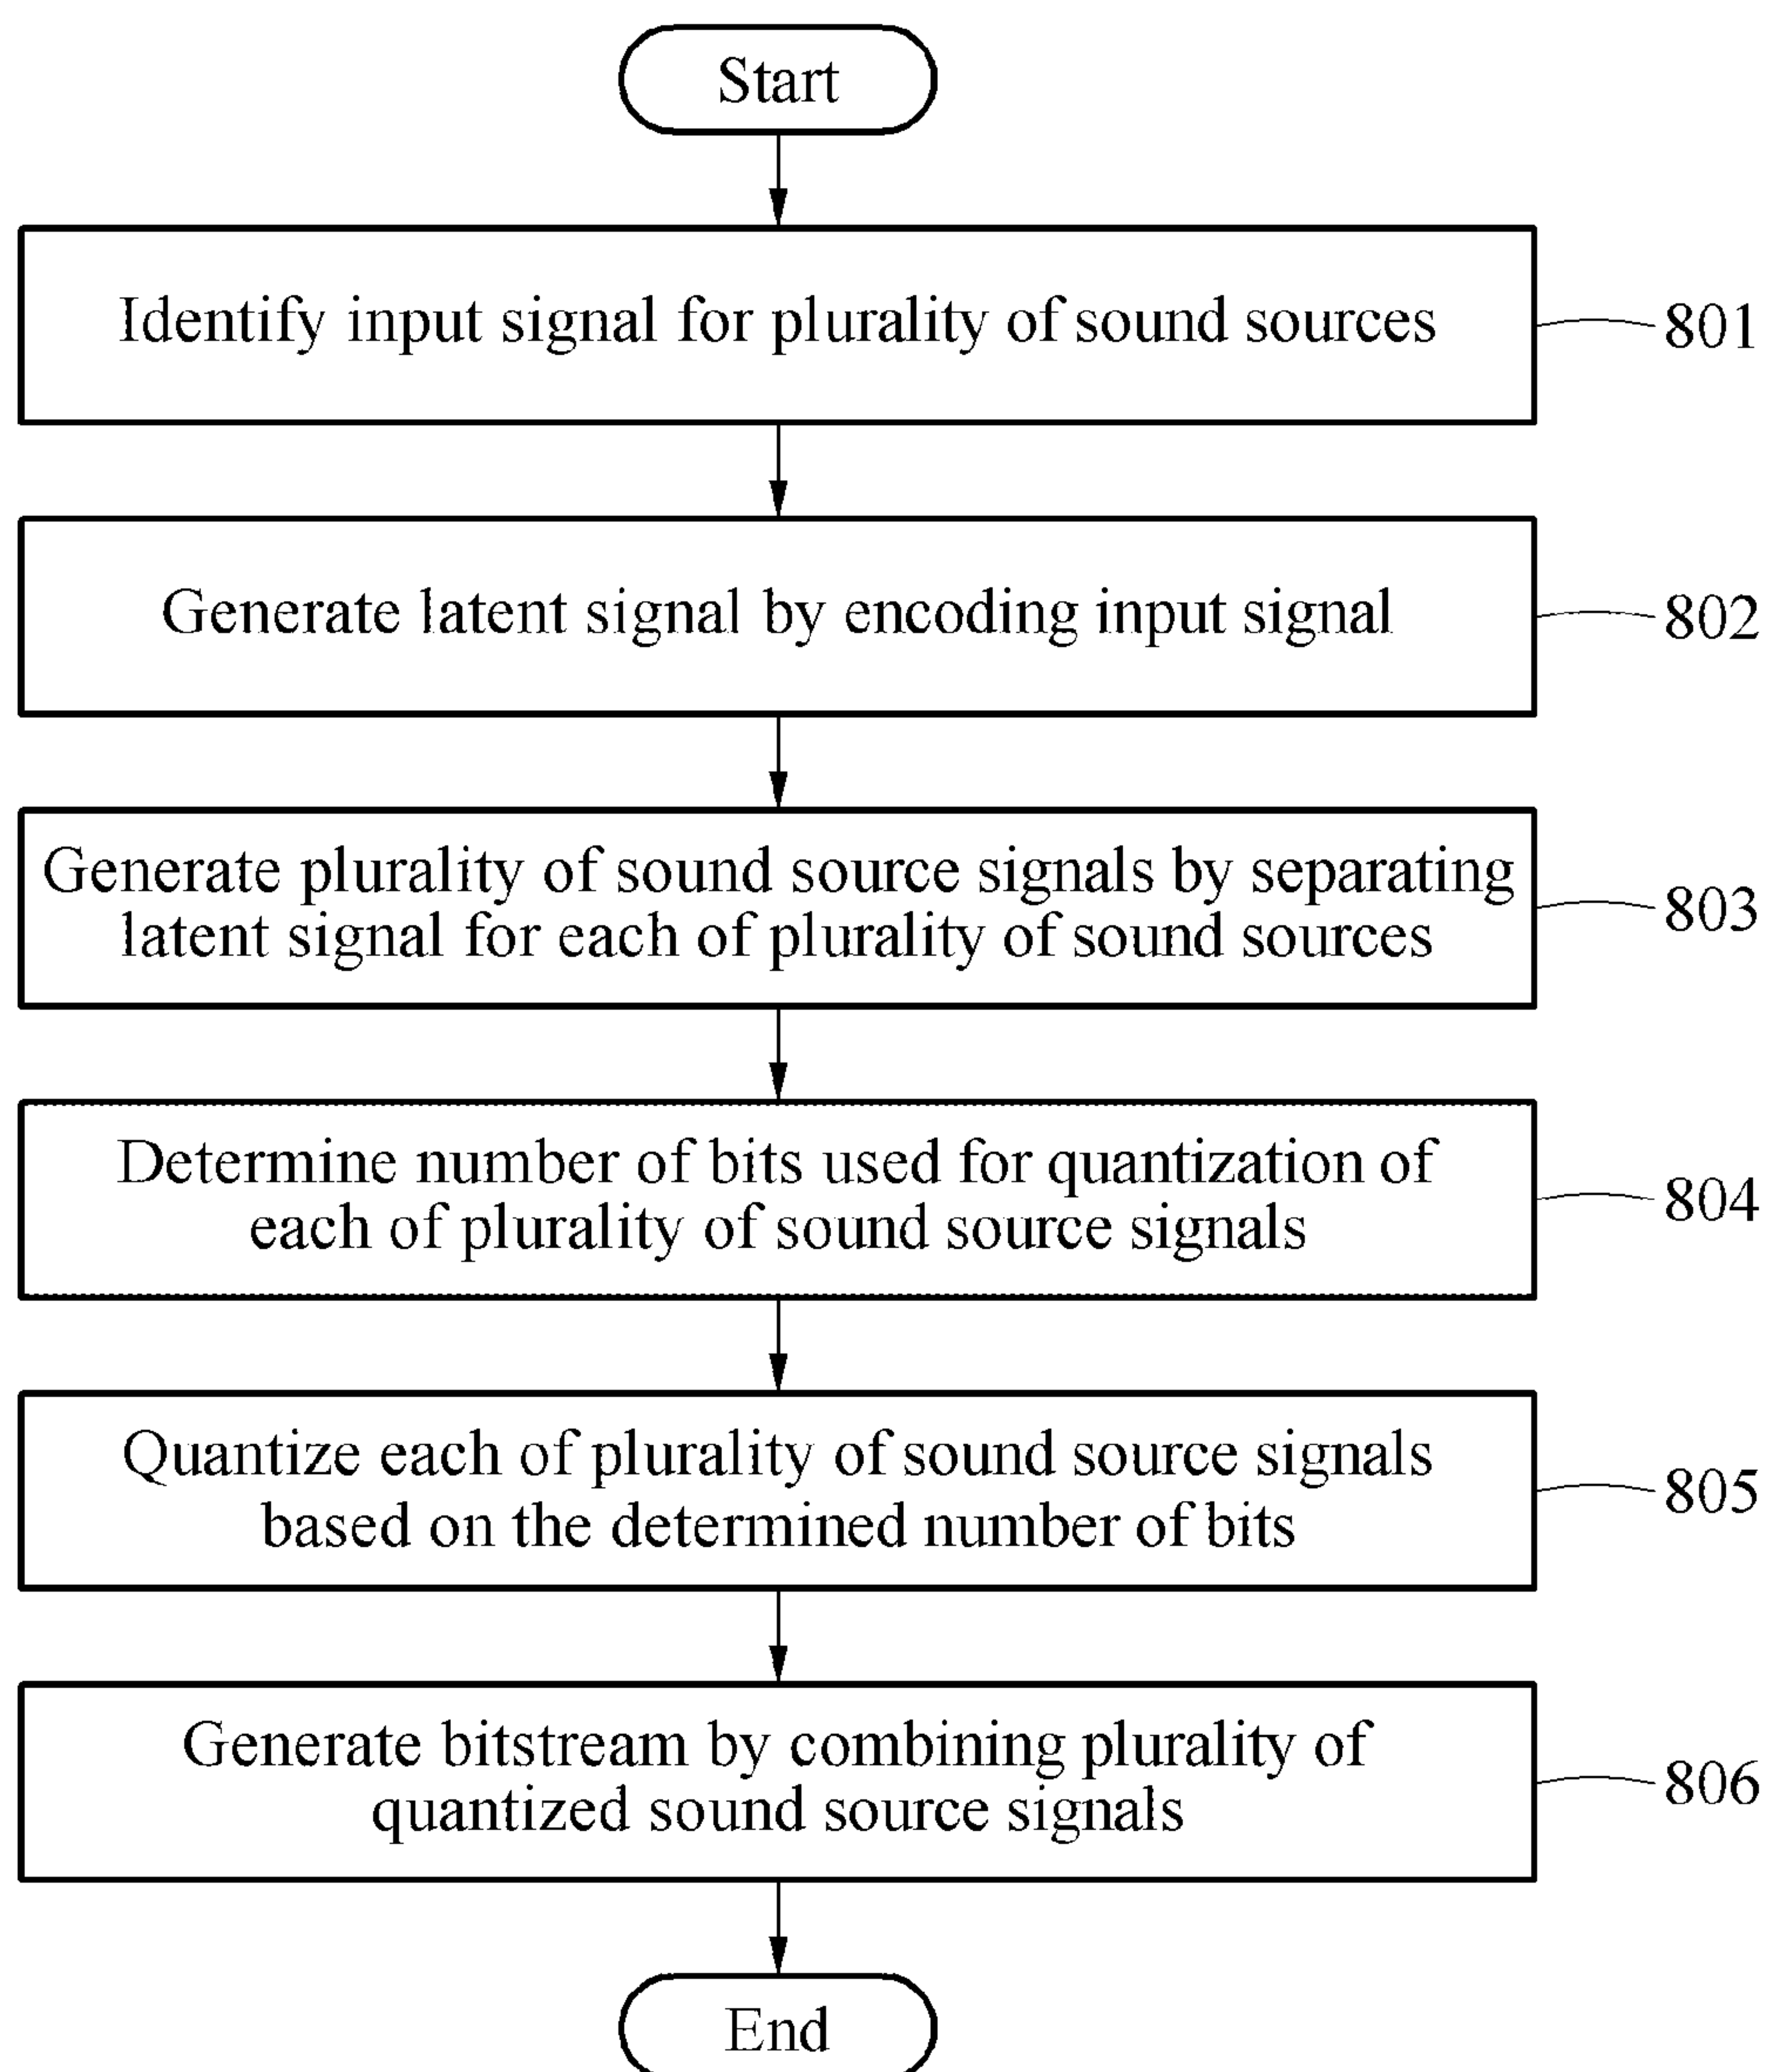 Start
Identify input signal for plurality of sound sources
801
Generate latent signal by encoding input signal
802
Generate plurality of sound source signals by separating
latent signal for each of plurality of sound sources
803
Determine number of bits used for quantization of
each of plurality of sound source signals
804
Quantize each of plurality of sound source signals
based on the determined number of bits
805
Generate bitstream by combining plurality of
quantized sound source signals
806
End